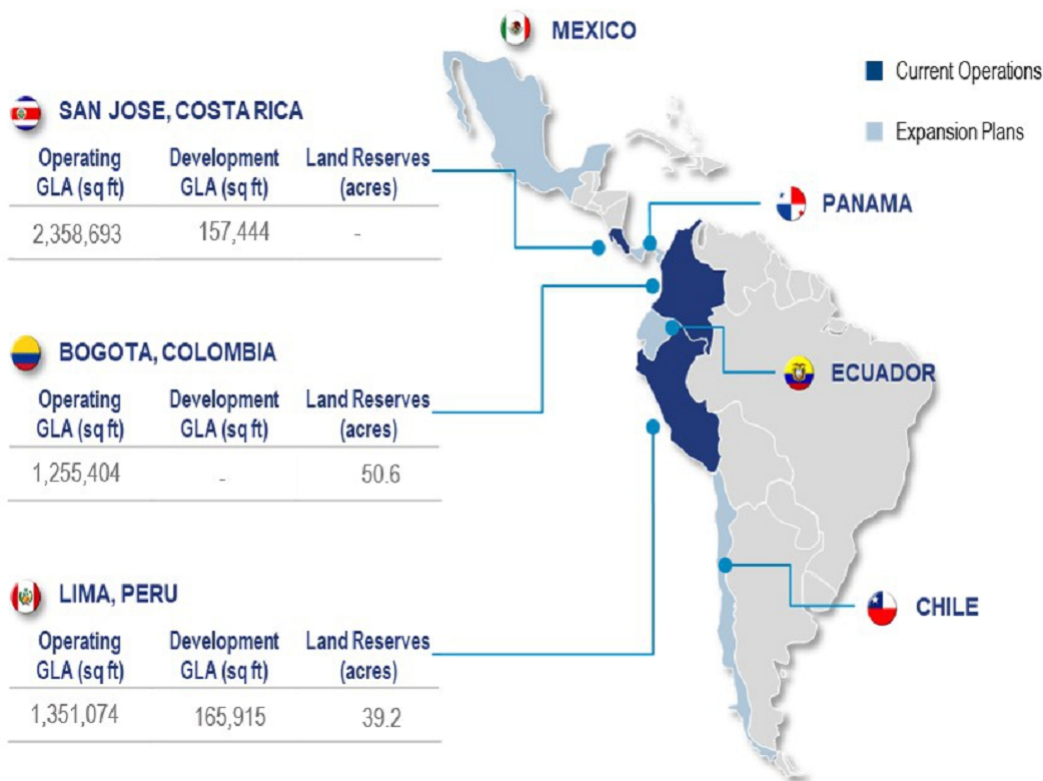 MEXICO
Current Operations
Expansion Plans
SAN JOSE, COSTA RICA
Operating GLA (sq ft) Development GLA (sq ft) Land Reserves (acres)
2,358,693 157,444 -
PANAMA
BOGOTA, COLOMBIA
Operating GLA (sq ft) Development GLA (sq ft) Land Reserves (acres)
1,255,404 - 50.6
ECUADOR
LIMA, PERU
Operating GLA (sq ft) Development GLA (sq ft) Land Reserves (acres)
1,351,074 165,915 39.2
CHILE